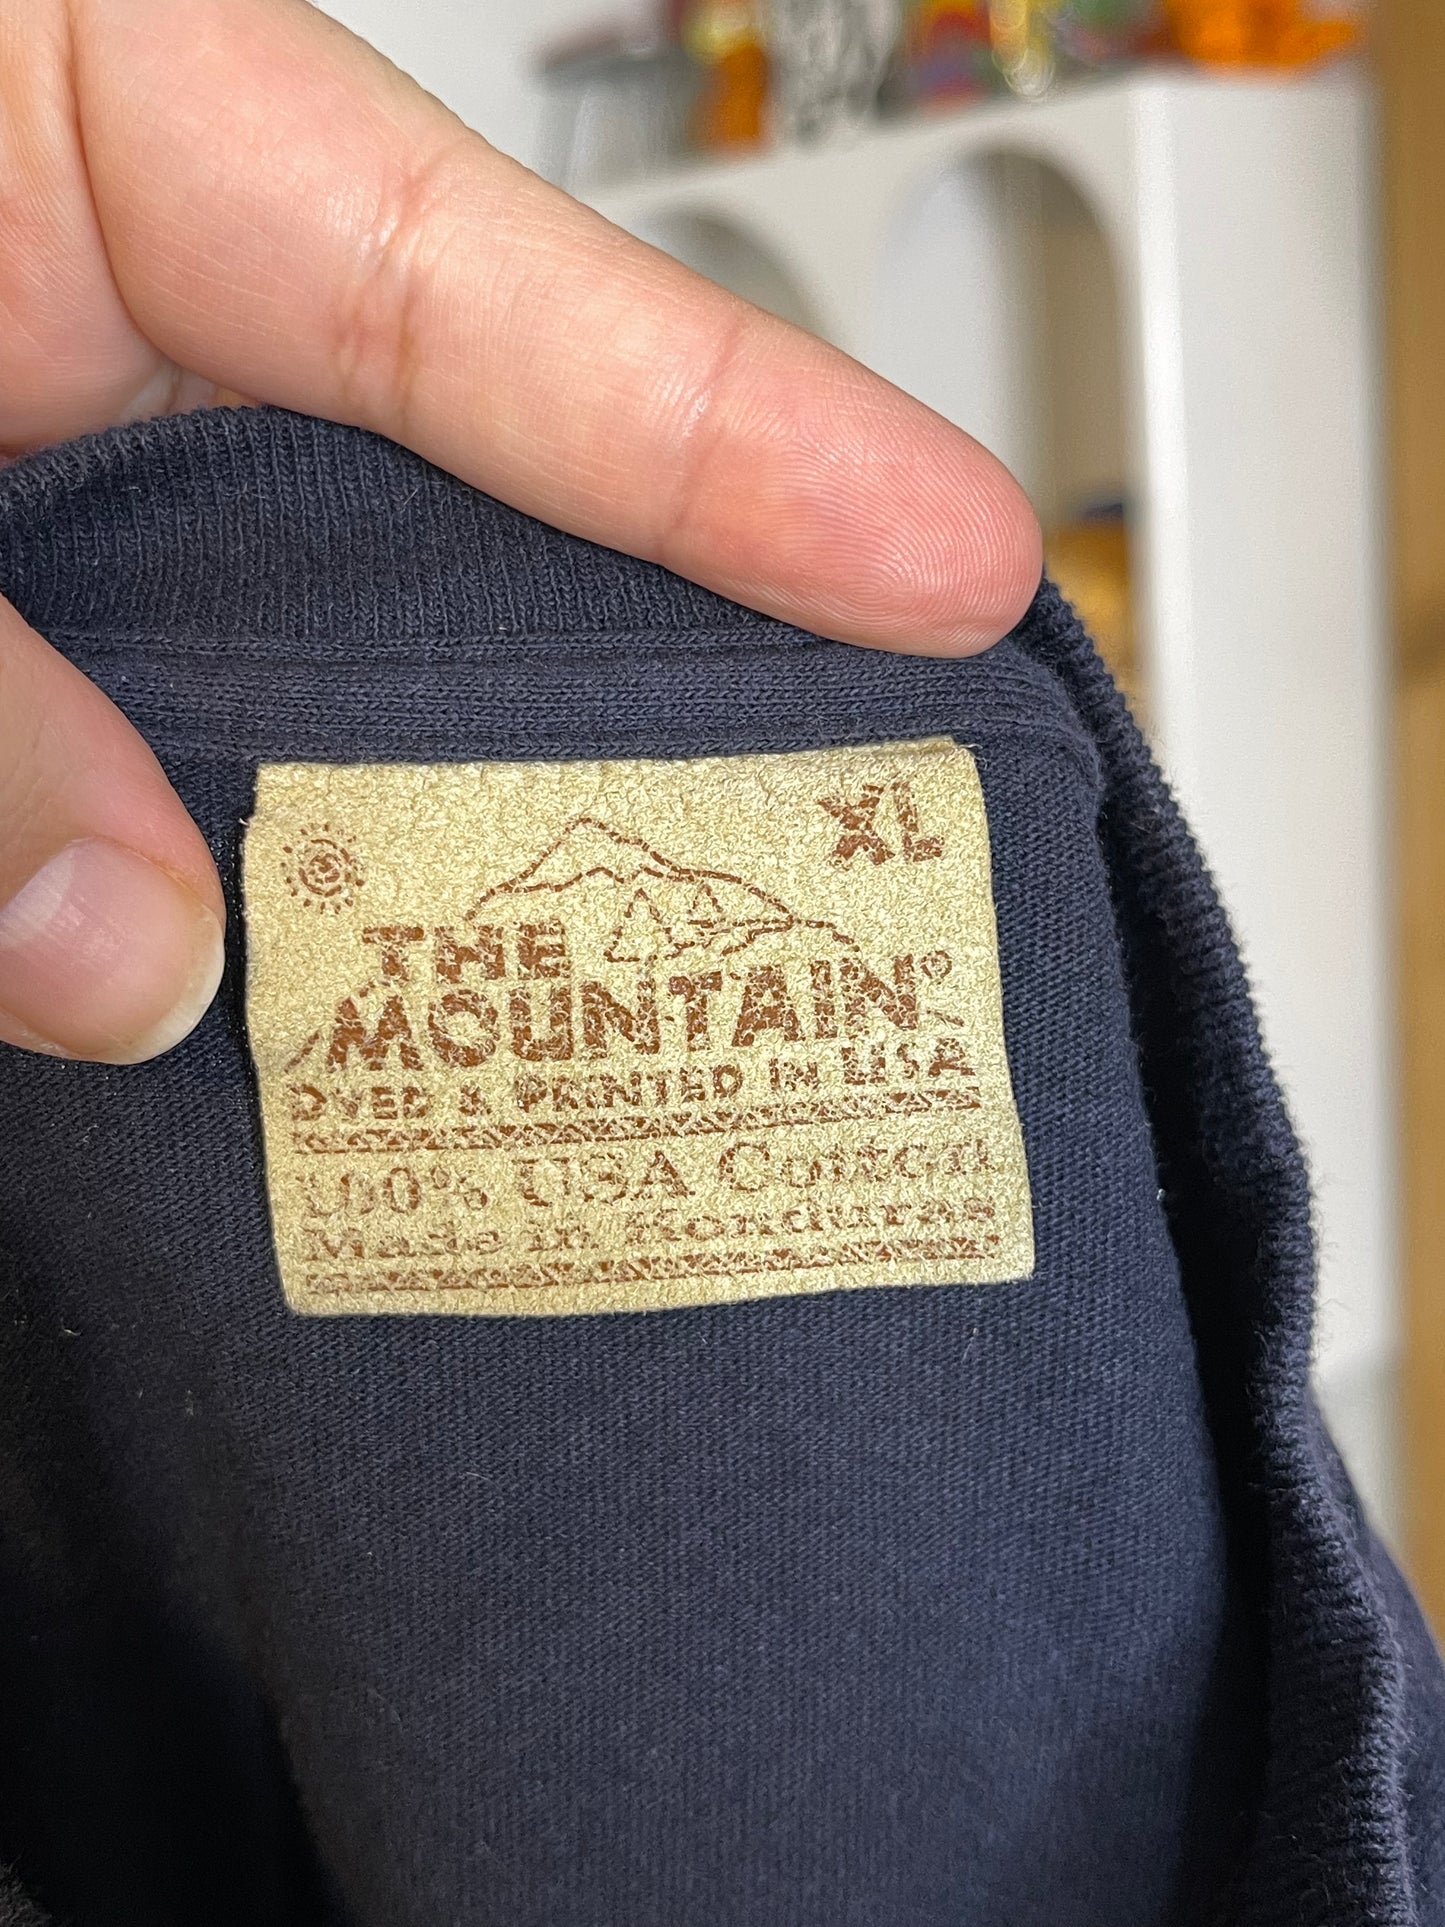 XL
THE
MOUNTAIN®
DYED & PRINTED IN USA
100% USA Cotton
Made in Honduras